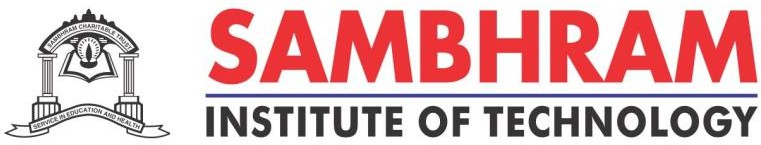 SAMBHRAM CHARITABLE TRUST
SERVICE IN EDUCATION AND HEALTH
SAMBHRAM
INSTITUTE OF TECHNOLOGY